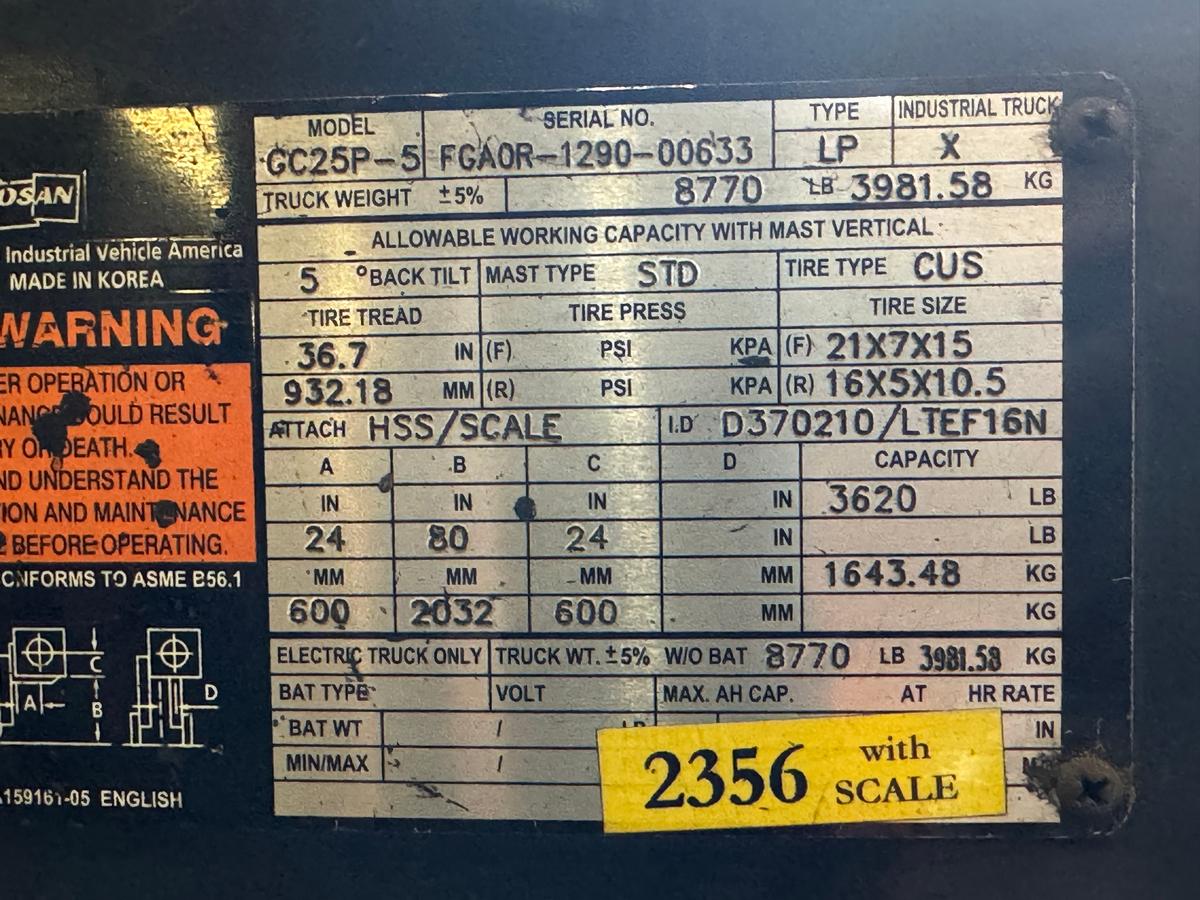 OSAN
Industrial Vehicle America
MADE IN KOREA
WARNING
ER OPERATION OR
OULD RESULT
DEATH.
ND UNDERSTAND THE
ION AND MAINTENANCE
BEFORE OPERATING.
CONFORMS TO ASME B56.1
A C B D
159161-05 ENGLISH
MODEL SERIAL NO. TYPE INDUSTRIAL TRUCK
GC25P-5 FGA0R-1290-00633 LP X
TRUCK WEIGHT ±5% 8770 LB 3981.58 KG
ALLOWABLE WORKING CAPACITY WITH MAST VERTICAL
5 °BACK TILT MAST TYPE STD TIRE TYPE CUS
TIRE TREAD TIRE PRESS TIRE SIZE
36.7 IN (F) PSI KPA (F) 21X7X15
932.18 MM (R) PSI KPA (R) 16X5X10.5
ATTACH HSS/SCALE I.D D370210/LTEF16N
A B C D CAPACITY
IN IN IN IN 3620 LB
24 80 24 IN LB
MM MM MM MM 1643.48 KG
600 2032 600 MM KG
ELECTRIC TRUCK ONLY TRUCK WT. ±5% W/O BAT 8770 LB 3981.58 KG
BAT TYPE VOLT MAX. AH CAP. AT HR RATE
BAT WT / LB IN
MIN/MAX /
2356 with
SCALE